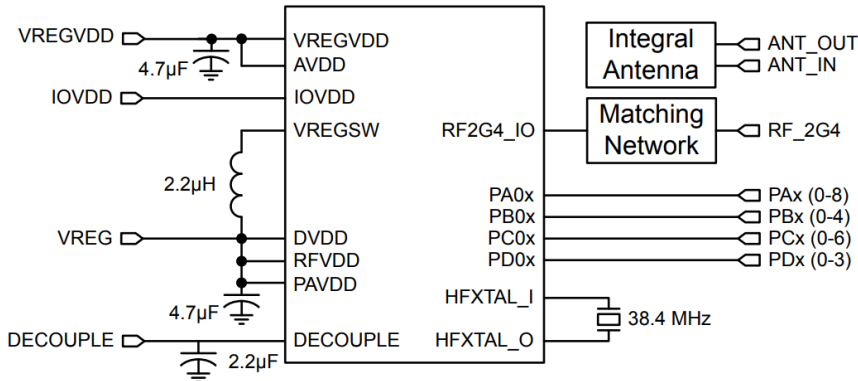 VREGVDD
4.7µF
IOVDD
2.2µH
VREG
4.7µF
DECOUPLE
2.2µF
VREGVDD
AVDD
IOVDD
VREGSW
DVDD
RFVDD
PAVDD
DECOUPLE
RF2G4_IO
PA0x
PB0x
PC0x
PD0x
HFXTAL_I
HFXTAL_O
Integral
Antenna
ANT_OUT
ANT_IN
Matching
Network
RF_2G4
PAx (0-8)
PBx (0-4)
PCx (0-6)
PDx (0-3)
38.4 MHz